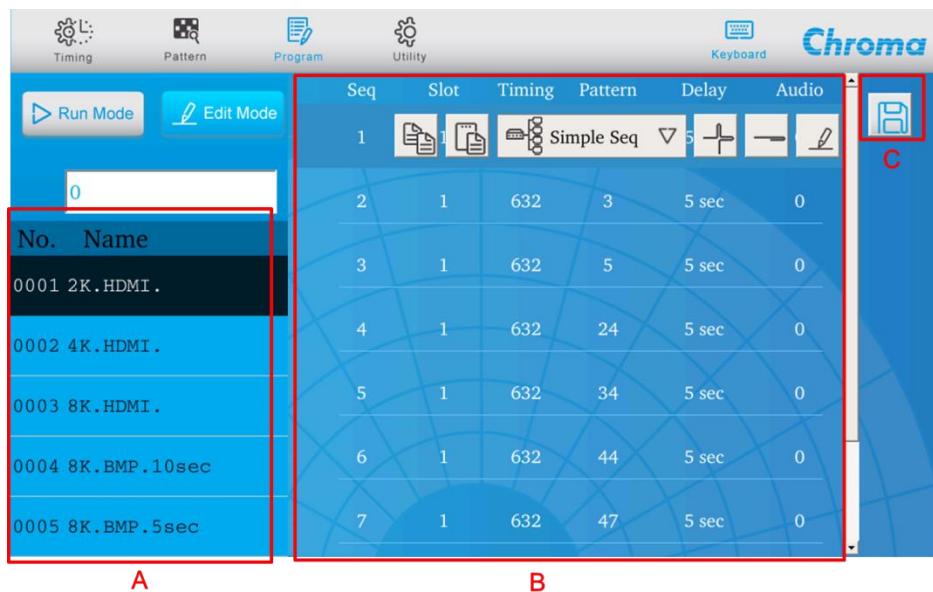 Timing Pattern Program Utility Keyboard Chroma
Run Mode Edit Mode
0
No. Name
0001 2K.HDMI.
0002 4K.HDMI.
0003 8K.HDMI.
0004 8K.BMP.10sec
0005 8K.BMP.5sec
A
Seq Slot Timing Pattern Delay Audio
1 1 Simple Seq 5
2 1 632 3 5 sec 0
3 1 632 5 5 sec 0
4 1 632 24 5 sec 0
5 1 632 34 5 sec 0
6 1 632 44 5 sec 0
7 1 632 47 5 sec 0
B
C